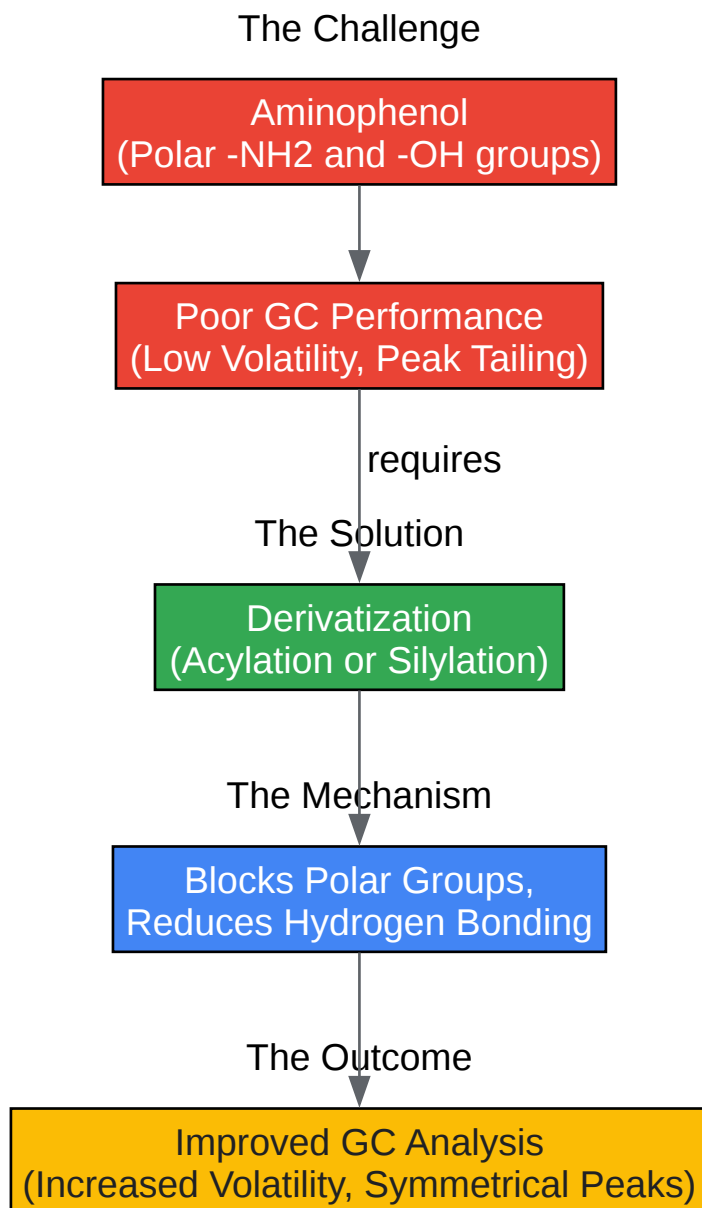 The Challenge
Aminophenol
(Polar -NH2 and -OH groups)
Poor GC Performance
(Low Volatility, Peak Tailing)
requires
The Solution
Derivatization
(Acylation or Silylation)
The Mechanism
Blocks Polar Groups,
Reduces Hydrogen Bonding
The Outcome
Improved GC Analysis
(Increased Volatility, Symmetrical Peaks)